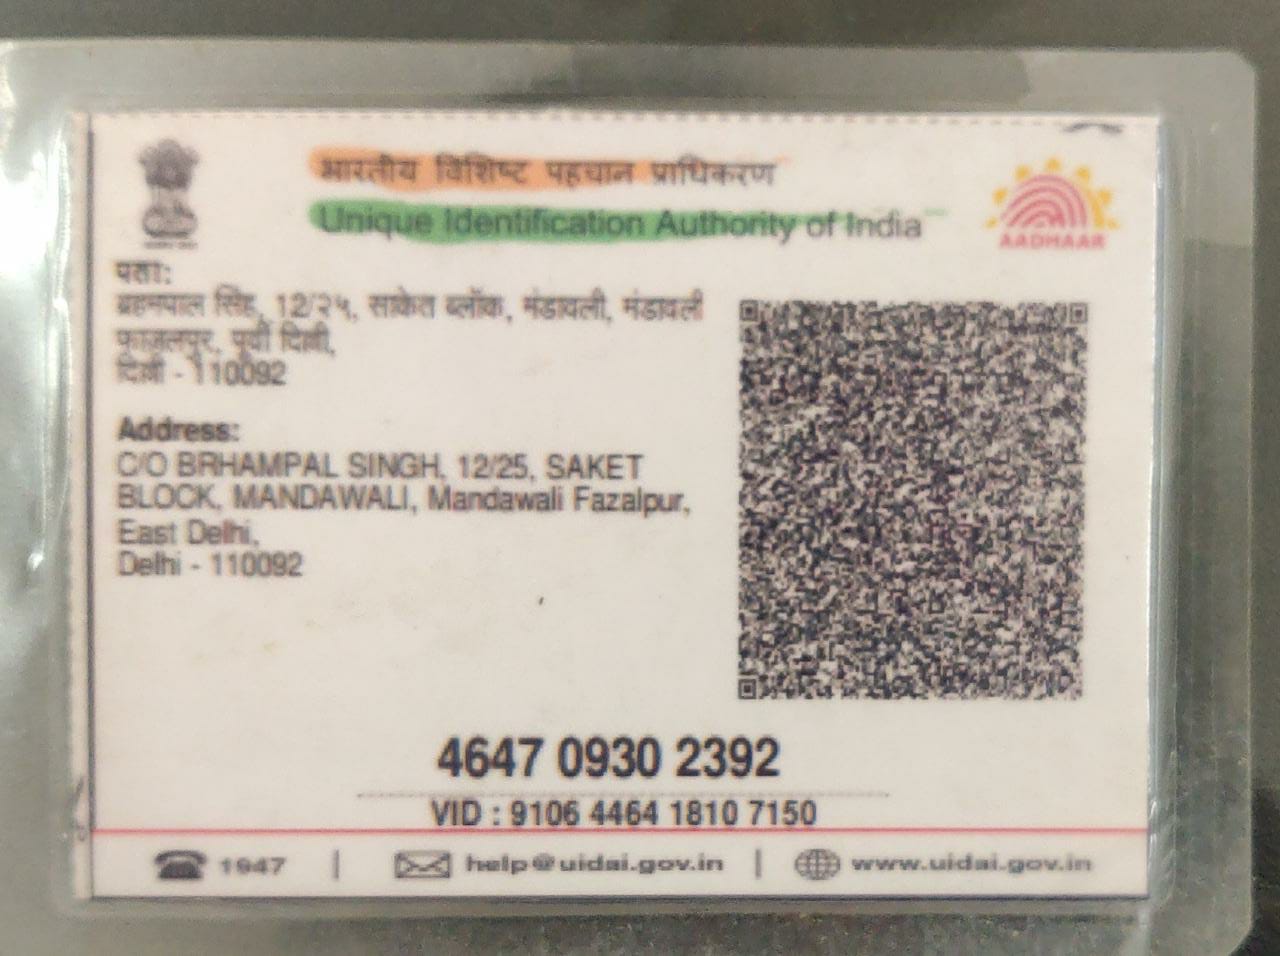 भारतीय विशिष्ट पहचान प्राधिकरण
Unique Identification Authority of India
AADHAAR
पता:
ब्रहमपाल सिंह, 12/२५, साकेत ब्लॉक, मंडावली, मंडावली
फाजलपुर, पूर्वी दिल्ली,
दिल्ली - 110092
Address:
C/O BRHAMPAL SINGH, 12/25, SAKET
BLOCK, MANDAWALI, Mandawali Fazalpur,
East Delhi,
Delhi - 110092
4647 0930 2392
VID : 9106 4464 1810 7150
1947 | help@uidai.gov.in | www.uidai.gov.in